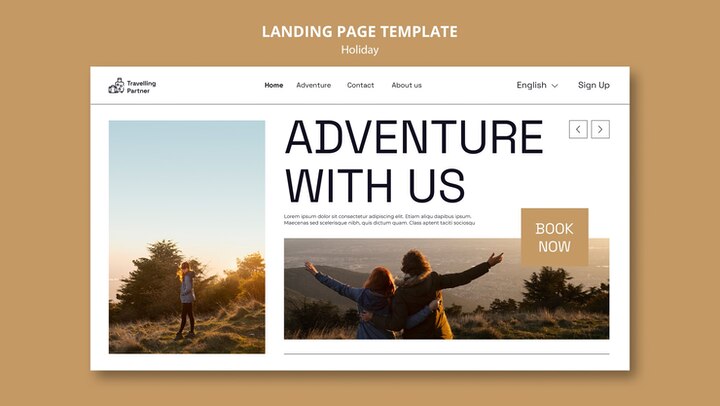 LANDING PAGE TEMPLATE
Holiday
Travelling
Partner
Home Adventure Contact About us English Sign Up
ADVENTURE
WITH US
Lorem ipsum dolor sit consectetur adipiscing elit. Etiam aliqu dapibus ipsum.
Maecenas sed scelerisque nibh, quis dictum quam. Class aptent taciti sociosqu
BOOK
NOW